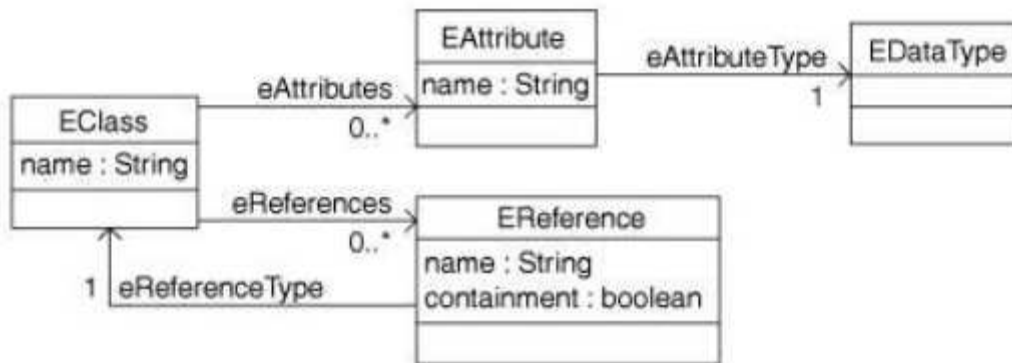 EAttribute
name : String
eAttributeType
1
EDataType
eAttributes
0..*
EClass
name : String
eReferences
0..*
EReference
name : String
containment : boolean
1
eReferenceType